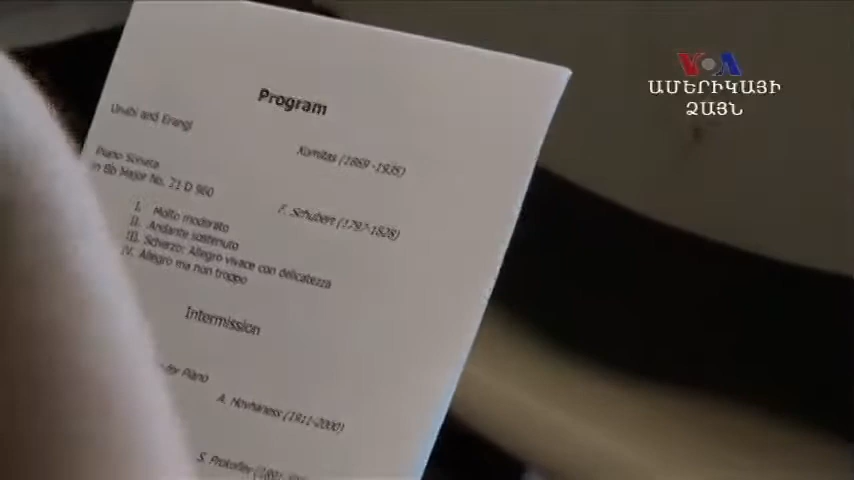 VOA
ԱՄԵՐԻԿԱՅԻ
ՁԱՅՆ
Program
Unabi and Erangi
Komitas (1869 -1935)
Piano Sonata
in Bb Major No. 21 D 960
F. Schubert (1797-1828)
I. Molto moderato
II. Andante sostenuto
III. Scherzo: Allegro vivace con delicatezza
IV. Allegro ma non troppo
Intermission
for Piano
A. Hovhaness (1911-2000)
S. Prokofiev (1891